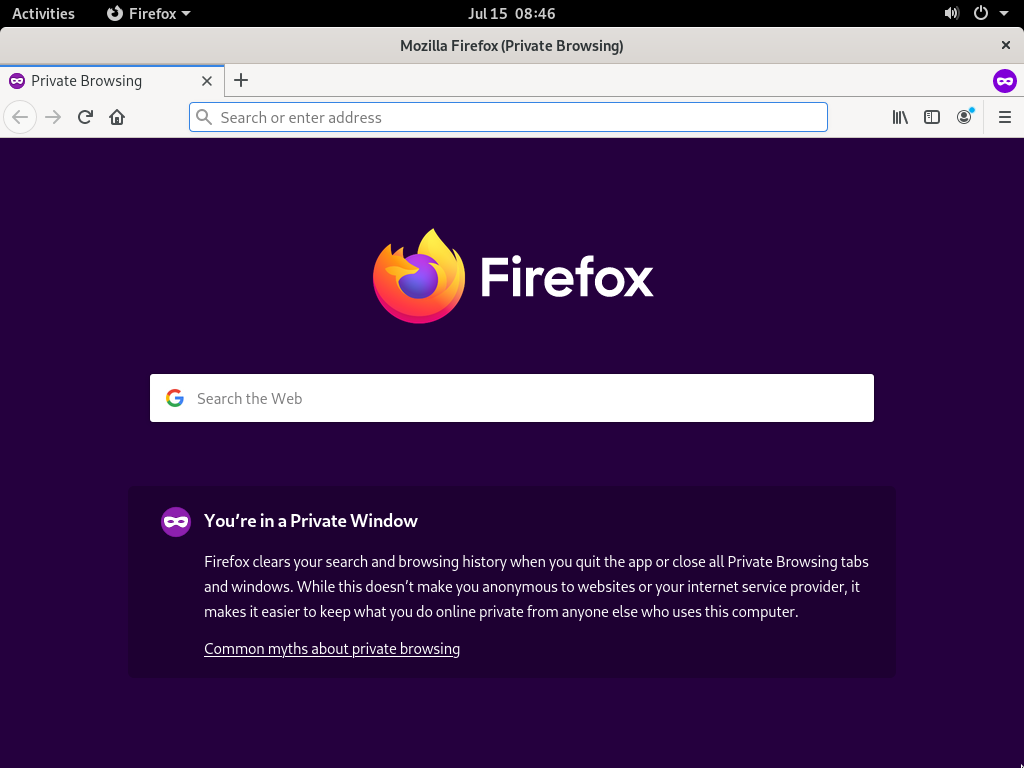 Activities Firefox Jul 15 08:46
Mozilla Firefox (Private Browsing)
Private Browsing
Search or enter address
Firefox
Search the Web
You're in a Private Window
Firefox clears your search and browsing history when you quit the app or close all Private Browsing tabs
and windows. While this doesn't make you anonymous to websites or your internet service provider, it
makes it easier to keep what you do online private from anyone else who uses this computer.
Common myths about private browsing